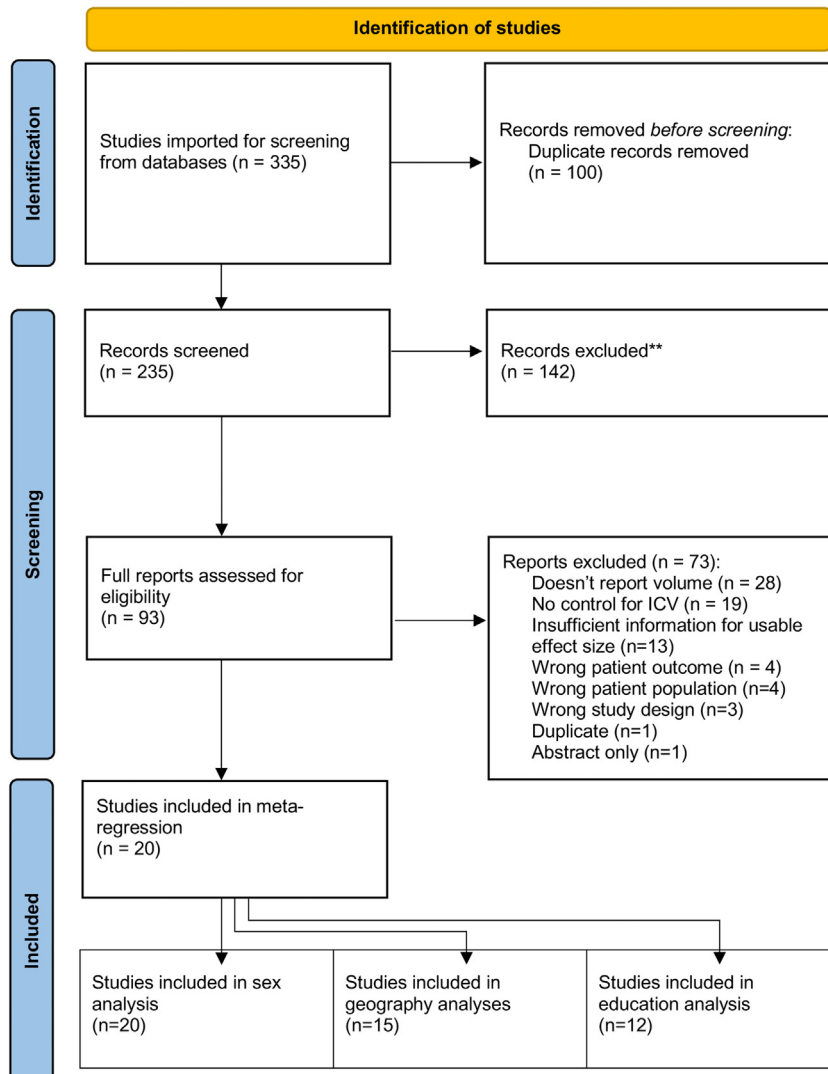 Identification of studies
Identification
Studies imported for screening
from databases (n = 335)
Records removed before screening:
Duplicate records removed
(n = 100)
Screening
Records screened
(n = 235)
Records excluded**
(n = 142)
Full reports assessed for
eligibility
(n = 93)
Reports excluded (n = 73):
Doesn't report volume (n = 28)
No control for ICV (n = 19)
Insufficient information for usable
effect size (n=13)
Wrong patient outcome (n = 4)
Wrong patient population (n=4)
Wrong study design (n=3)
Duplicate (n=1)
Abstract only (n=1)
Included
Studies included in meta-
regression
(n = 20)
Studies included in sex
analysis
(n=20)
Studies included in
geography analyses
(n=15)
Studies included in
education analysis
(n=12)